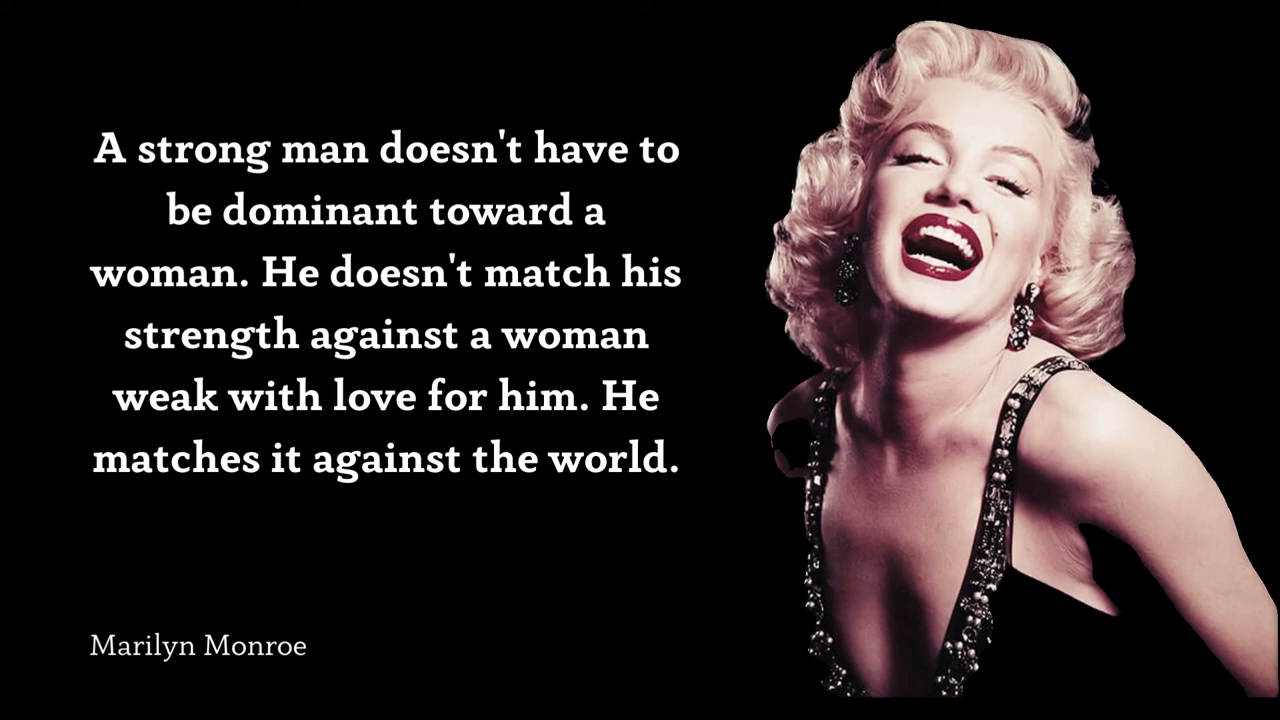 A strong man doesn't have to
be dominant toward a
woman. He doesn't match his
strength against a woman
weak with love for him. He
matches it against the world.
Marilyn Monroe